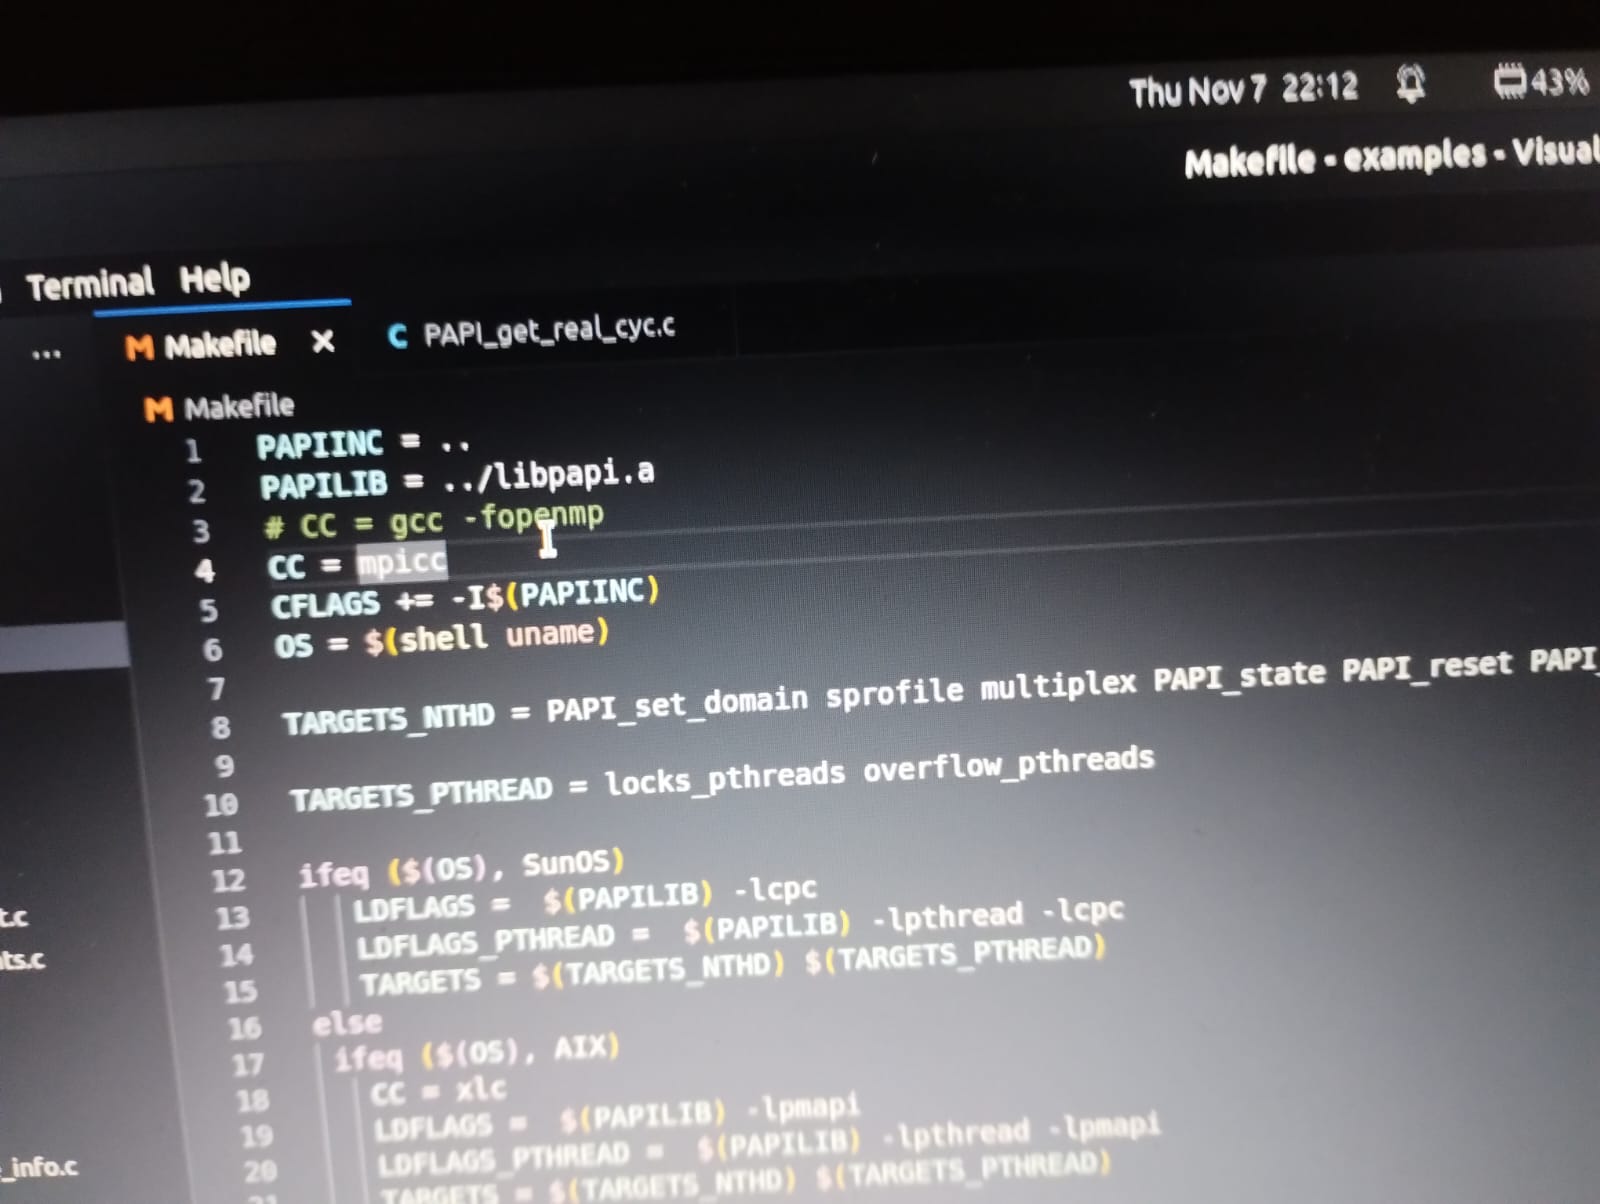 Thu Nov 7 22:12 43%
Makefile - examples - Visual
Terminal Help
... M Makefile X C PAPI_get_real_cyc.c
M Makefile
1 PAPIINC = ..
2 PAPILIB = ../libpapi.a
3 # CC = gcc -fopenmp
4 CC = mpicc
5 CFLAGS += -I$(PAPIINC)
6 OS = $(shell uname)
7
8 TARGETS_NTHD = PAPI_set_domain sprofile multiplex PAPI_state PAPI_reset PAPI_
9
10 TARGETS_PTHREAD = locks_pthreads overflow_pthreads
11
12 ifeq ($(OS), SunOS)
13 LDFLAGS = $(PAPILIB) -lcpc
14 LDFLAGS_PTHREAD = $(PAPILIB) -lpthread -lcpc
15 TARGETS = $(TARGETS_NTHD) $(TARGETS_PTHREAD)
16 else
17 ifeq ($(OS), AIX)
18 CC = xlc
19 LDFLAGS = $(PAPILIB) -lpmapi
20 LDFLAGS_PTHREAD = $(PAPILIB) -lpthread -lpmapi
21 TARGETS = $(TARGETS_NTHD) $(TARGETS_PTHREAD)
t.c
ts.c
_info.c